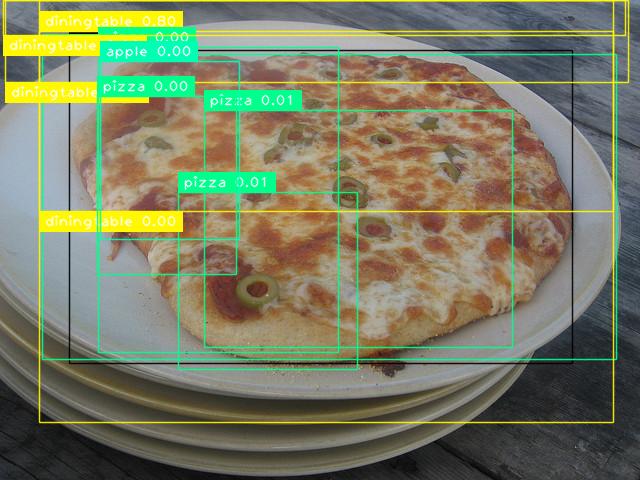 diningtable 0.80
0.00
diningtable
apple 0.00
pizza 0.00
diningtable
pizza 0.01
pizza 0.01
diningtable 0.00